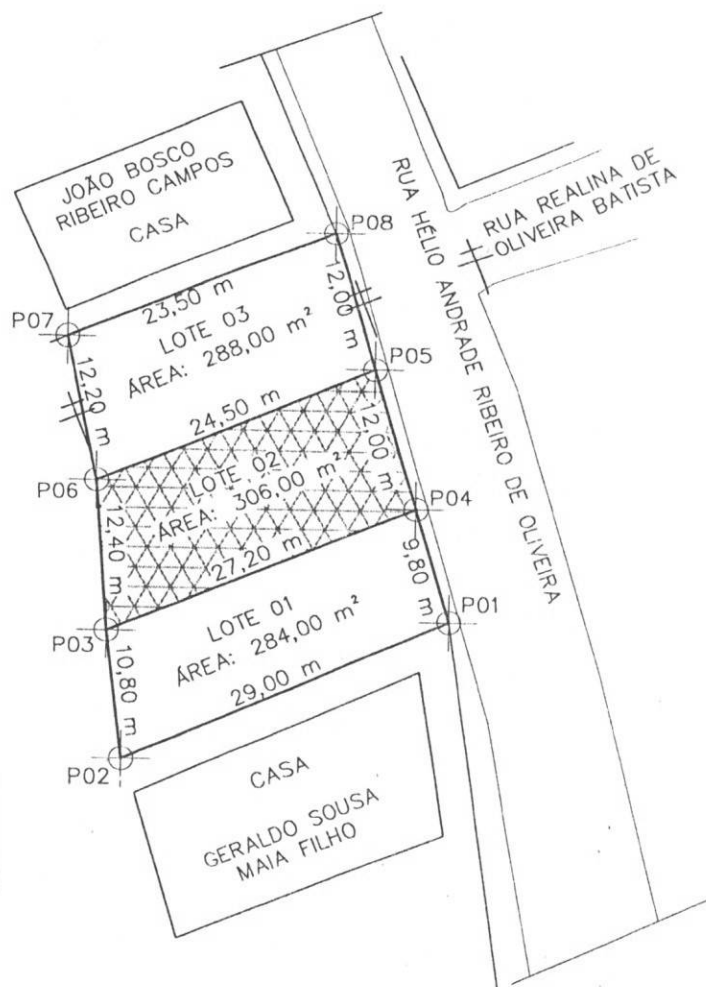 JOÃO BOSCO
RIBEIRO CAMPOS
CASA
RUA HÉLIO ANDRADE RIBEIRO DE OLIVEIRA
RUA REALINA DE
OLIVEIRA BATISTA
P08
P07
23,50 m
12,00 m
LOTE 03
ÁREA: 288,00 m²
12,20 m
P05
24,50 m
P06
12,00 m
LOTE 02
ÁREA: 306,00 m²
12,40 m
P04
27,20 m
9,80 m
P03
P01
LOTE 01
ÁREA: 284,00 m²
10,80 m
29,00 m
P02
CASA
GERALDO SOUSA
MAIA FILHO